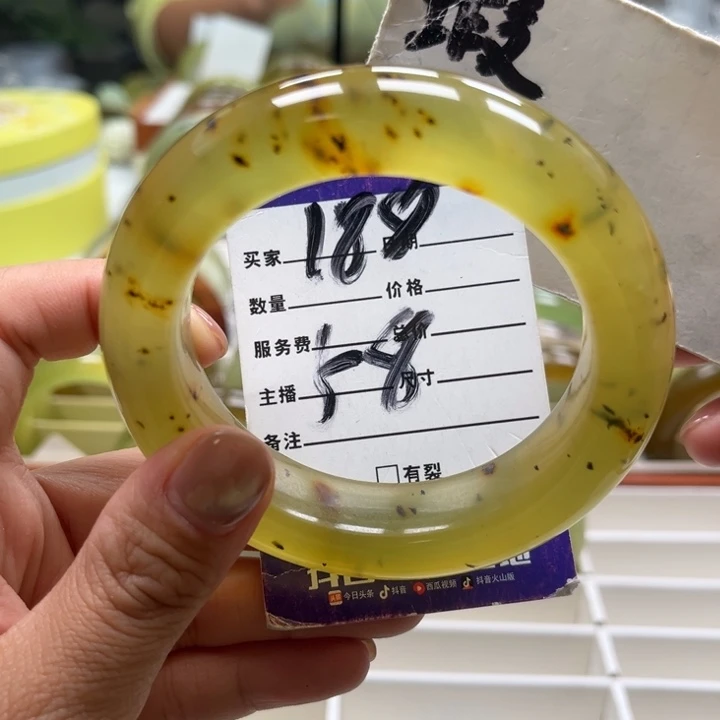 瑕
买家 日期
188
数量 价格
服务费 总价
58
主播 尺寸
备注
有裂
今日头条 抖音 西瓜视频 抖音火山版